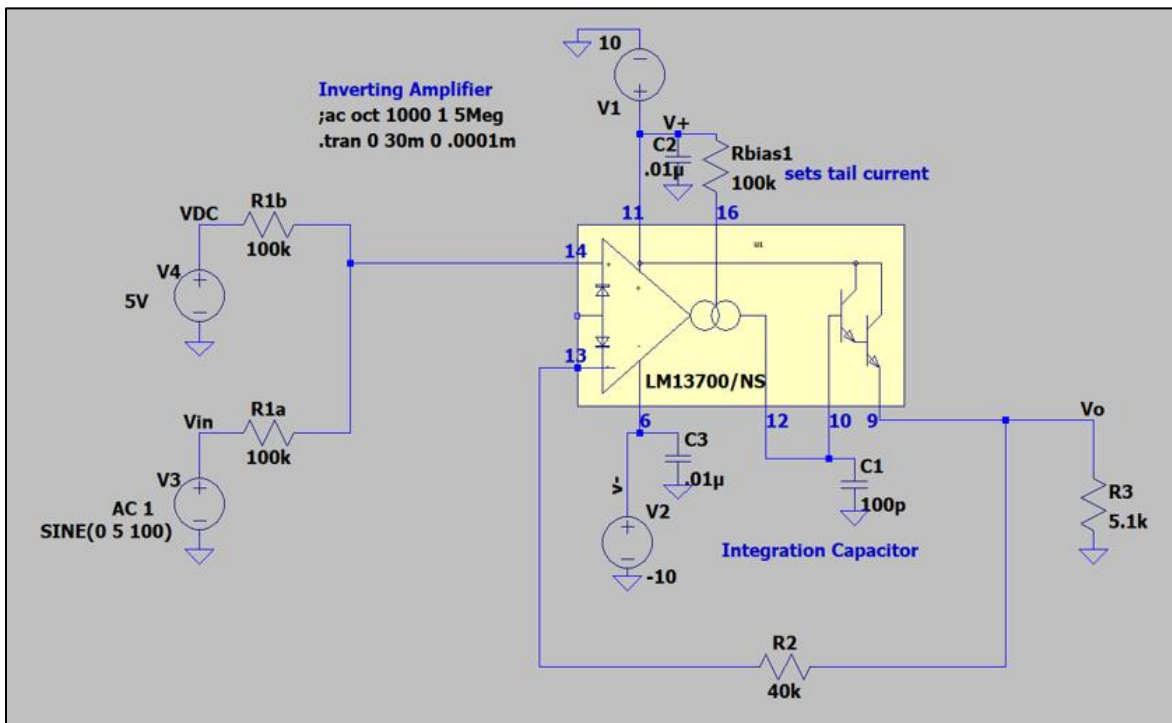 10
V1
Inverting Amplifier
;ac oct 1000 1 5Meg
.tran 0 30m 0 .0001m
V+
C2
.01µ
Rbias1
100k
sets tail current
VDC
R1b
100k
11
16
U1
14
V4
5V
+
-
13
LM13700/NS
Vin
R1a
100k
6
12
10
9
Vo
V3
AC 1
SINE(0 5 100)
C3
.01µ
C1
100p
V-
V2
-10
R3
5.1k
Integration Capacitor
R2
40k